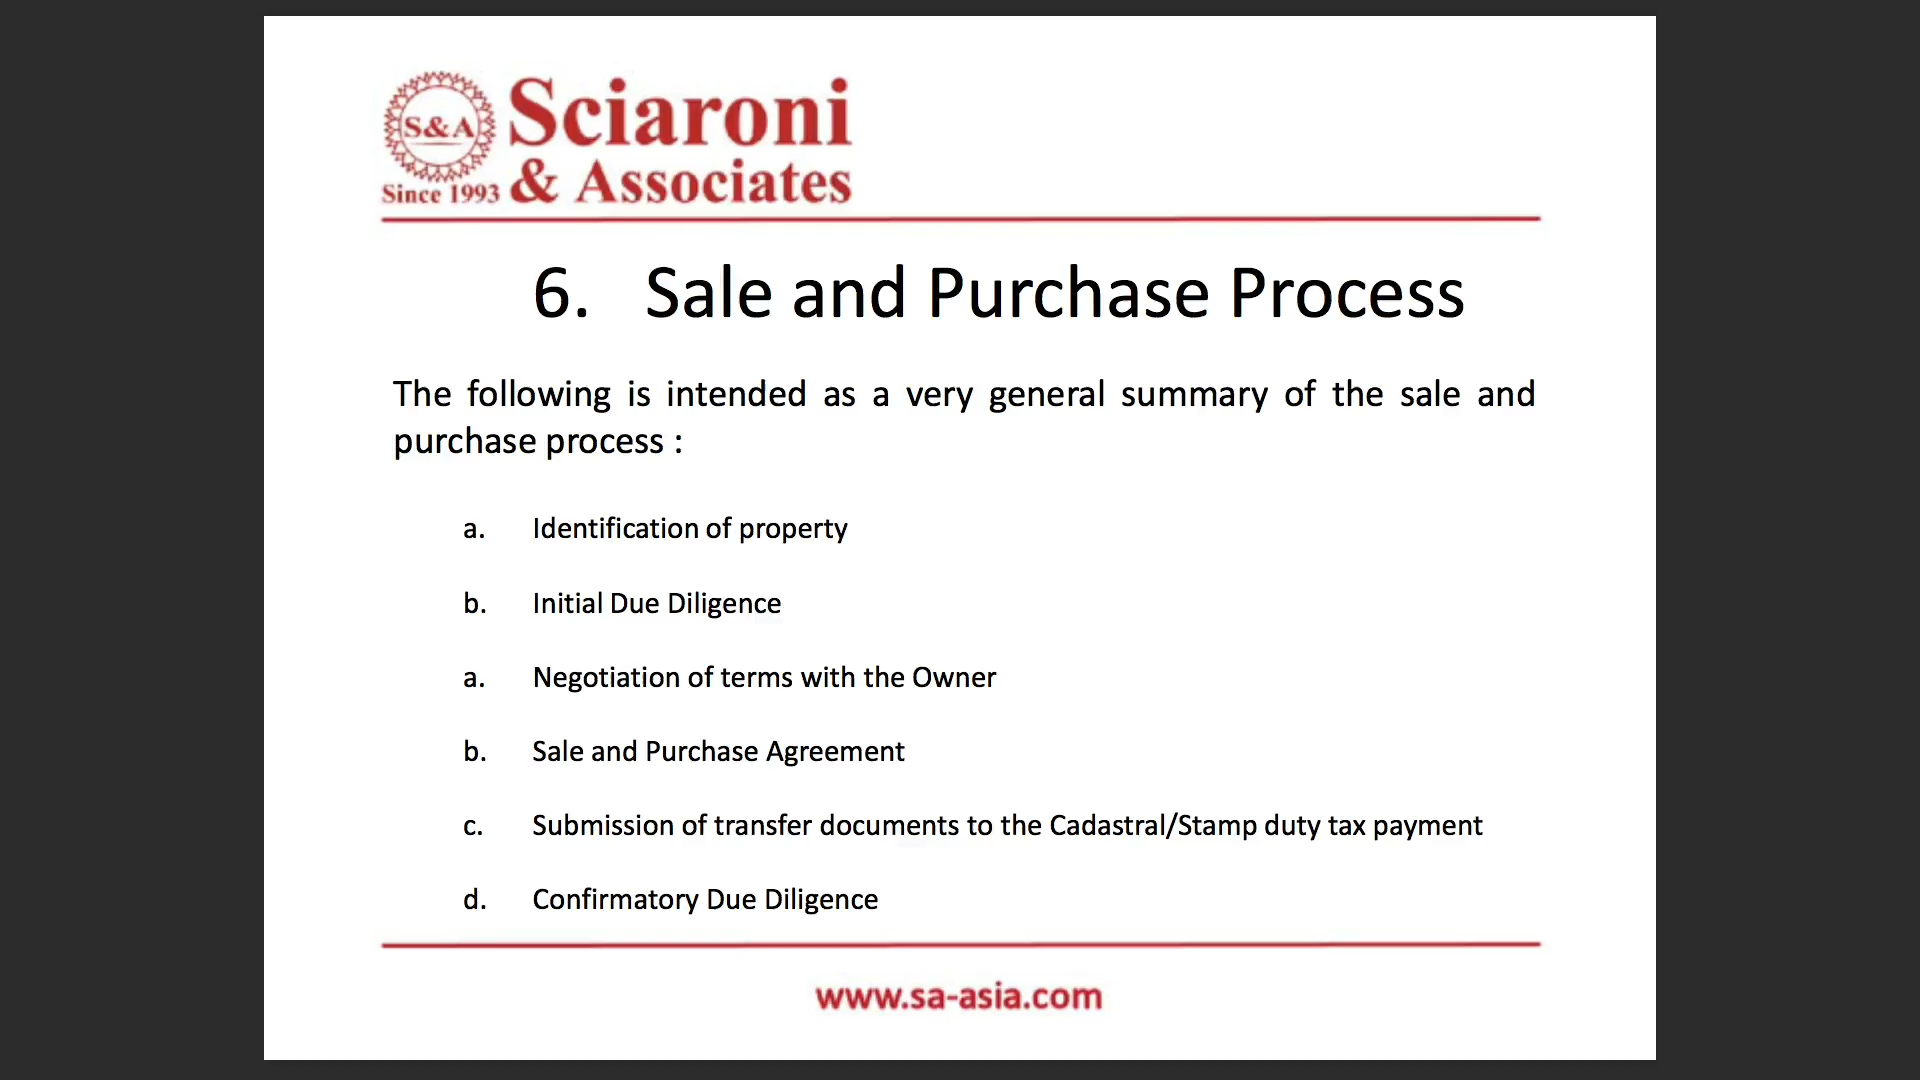 S&A
Since 1993
Sciaroni
& Associates
6. Sale and Purchase Process
The following is intended as a very general summary of the sale and
purchase process :
a. Identification of property
b. Initial Due Diligence
a. Negotiation of terms with the Owner
b. Sale and Purchase Agreement
c. Submission of transfer documents to the Cadastral/Stamp duty tax payment
d. Confirmatory Due Diligence
www.sa-asia.com